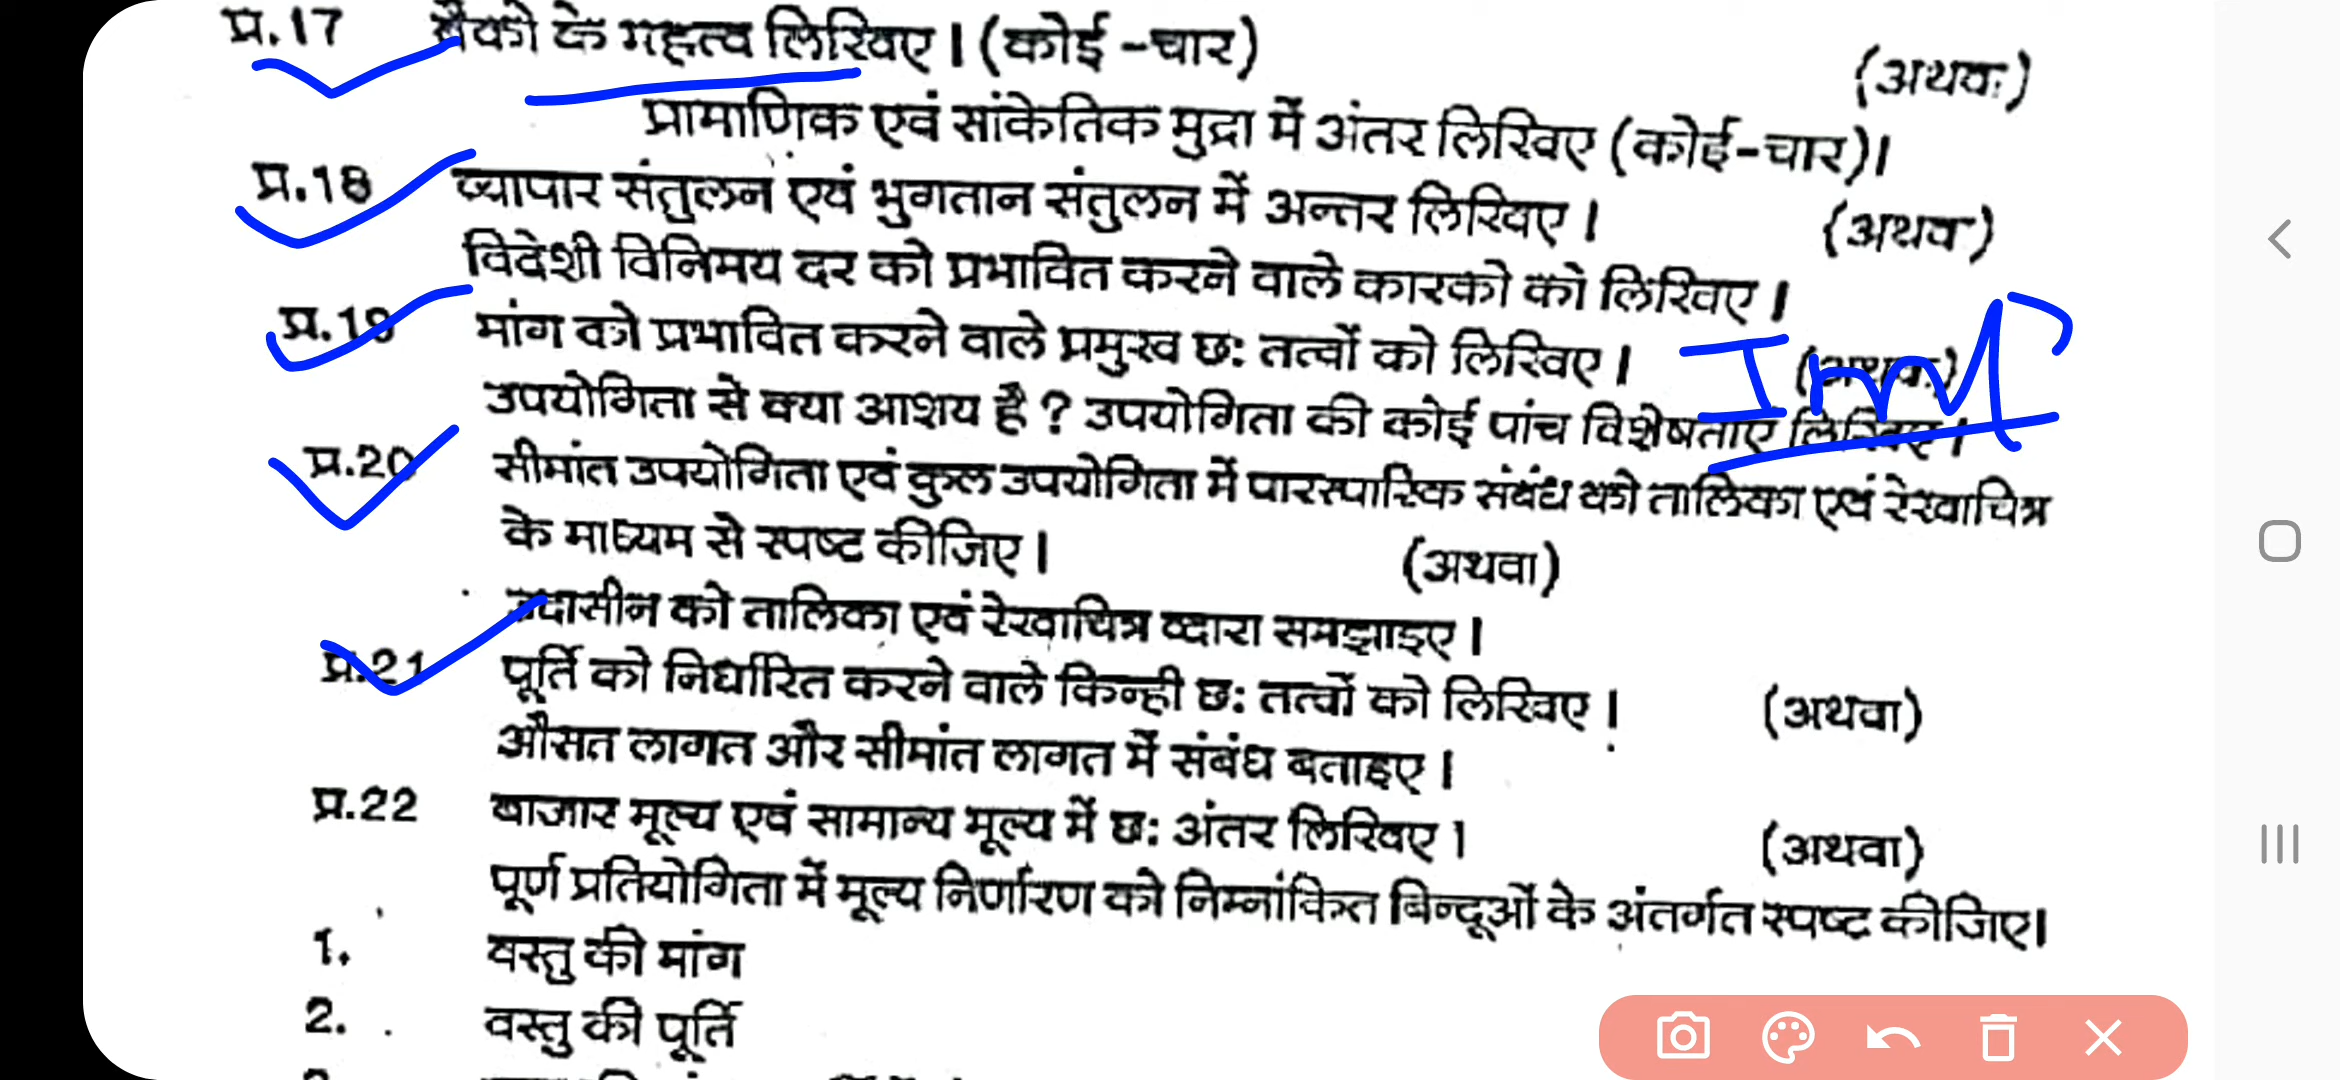 प्र.17 बैंको के महत्व लिखिए। (कोई -चार) (अथवा)
प्रामाणिक एवं सांकेतिक मुद्रा में अंतर लिखिए (कोई-चार)।
प्र.18 व्यापार संतुलन एवं भुगतान संतुलन में अन्तर लिखिए। (अथवा)
विदेशी विनिमय दर को प्रभावित करने वाले कारको को लिखिए।
प्र.19 मांग को प्रभावित करने वाले प्रमुख छः तत्वों को लिखिए। (अथवा)
Imp
उपयोगिता से क्या आशय है? उपयोगिता की कोई पांच विशेषताएं लिखिए।
प्र.20 सीमांत उपयोगिता एवं कुल उपयोगिता में पारस्पारिक संबंध को तालिका एवं रेखाचित्र
के माध्यम से स्पष्ट कीजिए। (अथवा)
उदासीन को तालिका एवं रेखाचित्र व्दारा समझाइए।
प्र.21 पूर्ति को निर्धारित करने वाले किन्ही छः तत्वों को लिखिए। (अथवा)
औसत लागत और सीमांत लागत में संबंध बताइए।
प्र.22 बाजार मूल्य एवं सामान्य मूल्य में छः अंतर लिखिए। (अथवा)
पूर्ण प्रतियोगिता में मूल्य निर्णारण को निम्नांकित बिन्दूओं के अंतर्गत स्पष्ट कीजिए।
1. वस्तु की मांग
2. वस्तु की पूर्ति